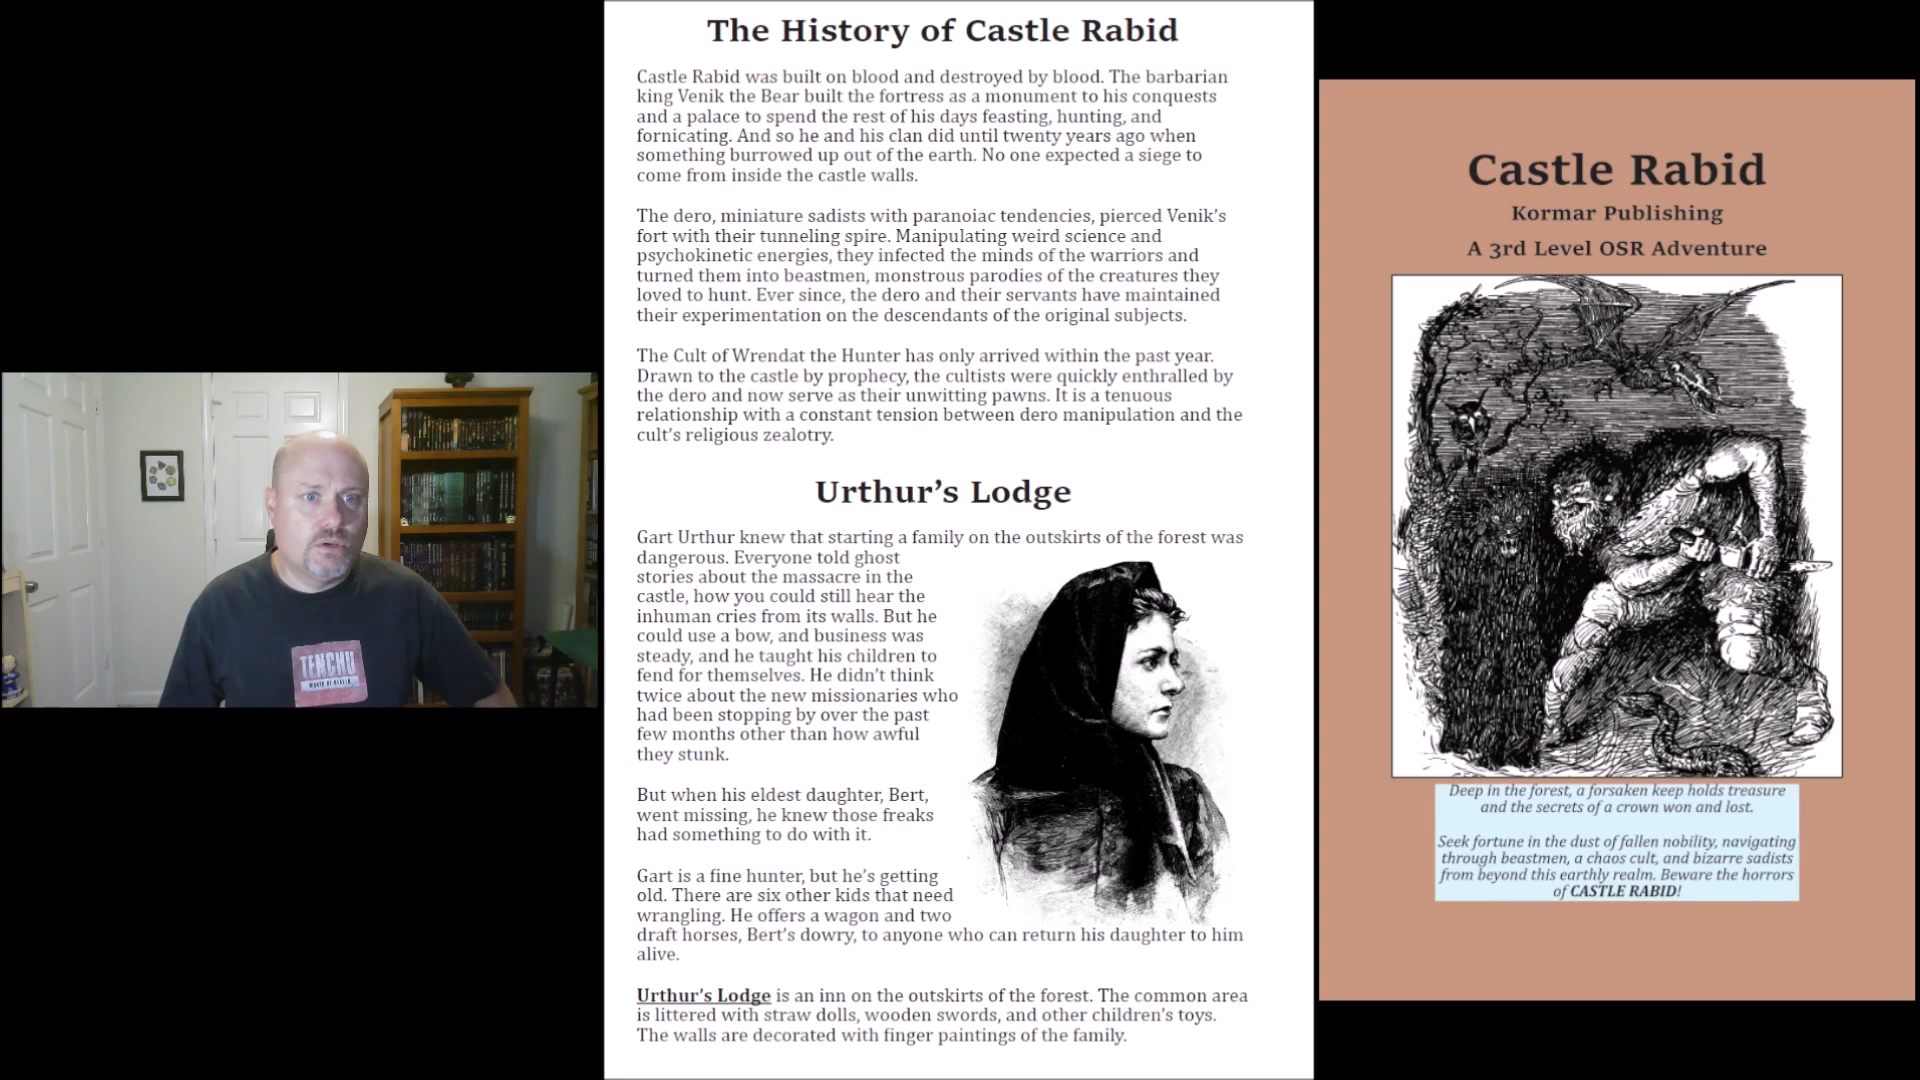 TENCHU
The History of Castle Rabid
Castle Rabid was built on blood and destroyed by blood. The barbarian
king Venik the Bear built the fortress as a monument to his conquests
and a palace to spend the rest of his days feasting, hunting, and
fornicating. And so he and his clan did until twenty years ago when
something burrowed up out of the earth. No one expected a siege to
come from inside the castle walls.
The dero, miniature sadists with paranoiac tendencies, pierced Venik's
fort with their tunneling spire. Manipulating weird science and
psychokinetic energies, they infected the minds of the warriors and
turned them into beastmen, monstrous parodies of the creatures they
loved to hunt. Ever since, the dero and their servants have maintained
their experimentation on the descendants of the original subjects.
The Cult of Wrendat the Hunter has only arrived within the past year.
Drawn to the castle by prophecy, the cultists were quickly enthralled by
the dero and now serve as their unwitting pawns. It is a tenuous
relationship with a constant tension between dero manipulation and the
cult's religious zealotry.
Urthur's Lodge
Gart Urthur knew that starting a family on the outskirts of the forest was
dangerous. Everyone told ghost
stories about the massacre in the
castle, how you could still hear the
inhuman cries from its walls. But he
could use a bow, and business was
steady, and he taught his children to
fend for themselves. He didn't think
twice about the new missionaries who
had been stopping by over the past
few months other than how awful
they stunk.
But when his eldest daughter, Bert,
went missing, he knew those freaks
had something to do with it.
Gart is a fine hunter, but he's getting
old. There are six other kids that need
wrangling. He offers a wagon and two
draft horses, Bert's dowry, to anyone who can return his daughter to him
alive.
Urthur's Lodge is an inn on the outskirts of the forest. The common area
is littered with straw dolls, wooden swords, and other children's toys.
The walls are decorated with finger paintings of the family.
Castle Rabid
Kormar Publishing
A 3rd Level OSR Adventure
Deep in the forest, a forsaken keep holds treasure
and the secrets of a crown won and lost.
Seek fortune in the dust of fallen nobility, navigating
through beastmen, a chaos cult, and bizarre sadists
from beyond this earthly realm. Beware the horrors
of CASTLE RABID!